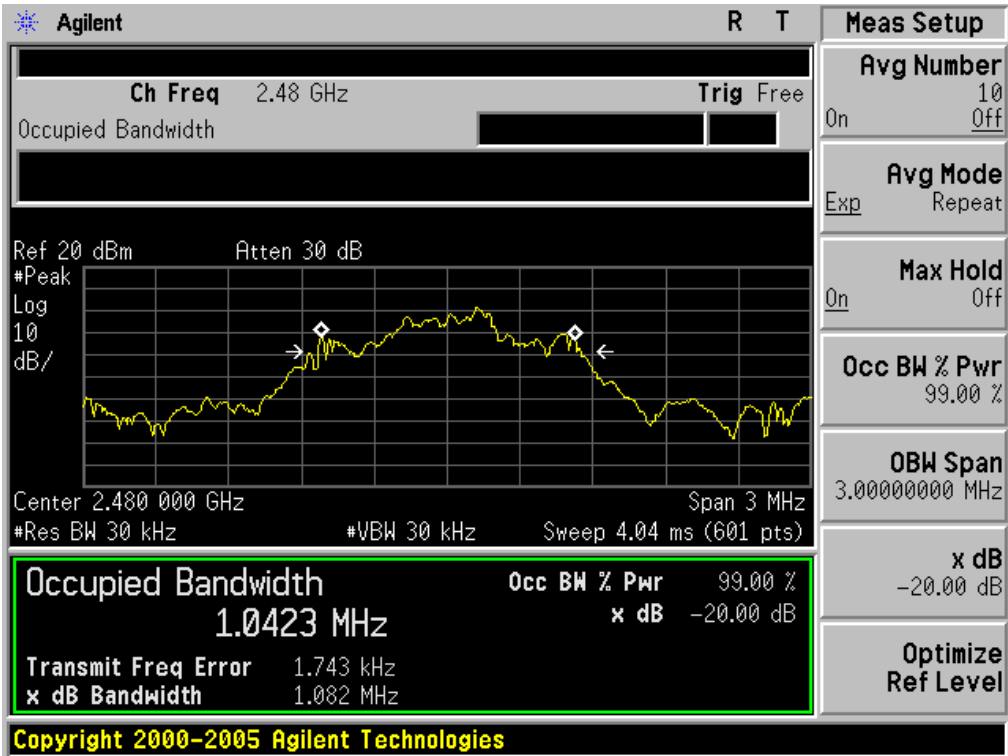 Agilent R T
Ch Freq 2.48 GHz Trig Free
Occupied Bandwidth
Ref 20 dBm Atten 30 dB
#Peak
Log
10
dB/
Center 2.480 000 GHz Span 3 MHz
#Res BW 30 kHz #VBW 30 kHz Sweep 4.04 ms (601 pts)
Occupied Bandwidth
1.0423 MHz
Occ BW % Pwr 99.00 %
x dB -20.00 dB
Transmit Freq Error 1.743 kHz
x dB Bandwidth 1.082 MHz
Copyright 2000-2005 Agilent Technologies
Meas Setup
Avg Number
10
On Off
Avg Mode
Exp Repeat
Max Hold
On Off
Occ BW % Pwr
99.00 %
OBW Span
3.00000000 MHz
x dB
-20.00 dB
Optimize
Ref Level